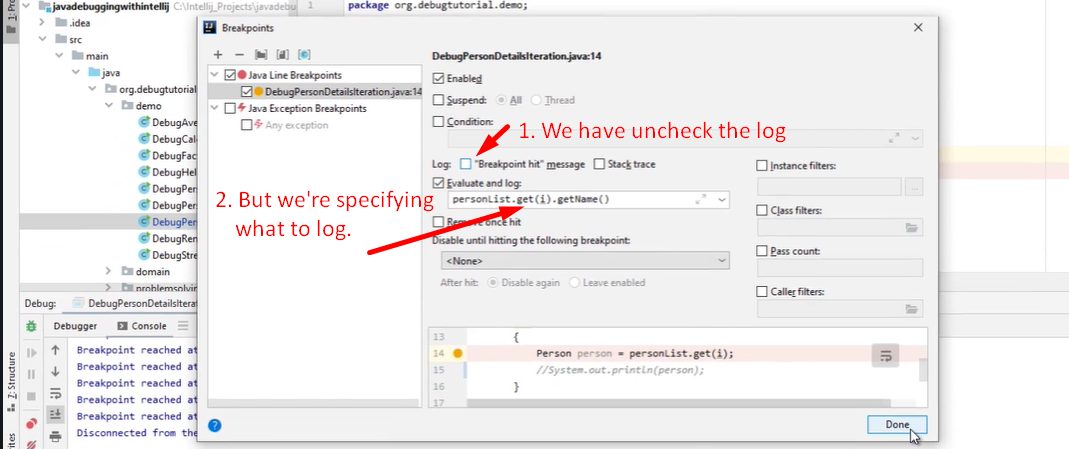 javadebuggingwithintellij C:\Intellij_Projects\javadebu
.idea
src
main
java
org.debugtutorial
demo
DebugAve
DebugCal
DebugFac
DebugHel
DebugPer
DebugPer
DebugPer
DebugRen
DebugStre
domain
problemsolvin
1
package org.debugtutorial.demo;
Breakpoints
Java Line Breakpoints
DebugPersonDetailsIteration.java:14
Java Exception Breakpoints
Any exception
DebugPersonDetailsIteration.java:14
Enabled
Suspend: All Thread
Condition:
1. We have uncheck the log
Log: "Breakpoint hit" message Stack trace
Evaluate and log:
personList.get(i).getName()
2. But we're specifying
what to log.
Remove once hit
Disable until hitting the following breakpoint:
<None>
After hit: Disable again Leave enabled
Instance filters:
Class filters:
Pass count:
Caller filters:
13 {
14 Person person = personList.get(i);
15 //System.out.println(person);
16 }
17
Done
Debug: DebugPersonDetailsIterati
Debugger Console
Breakpoint reached at
Breakpoint reached at
Breakpoint reached at
Breakpoint reached at
Breakpoint reached at
Disconnected from the
Z: Structure